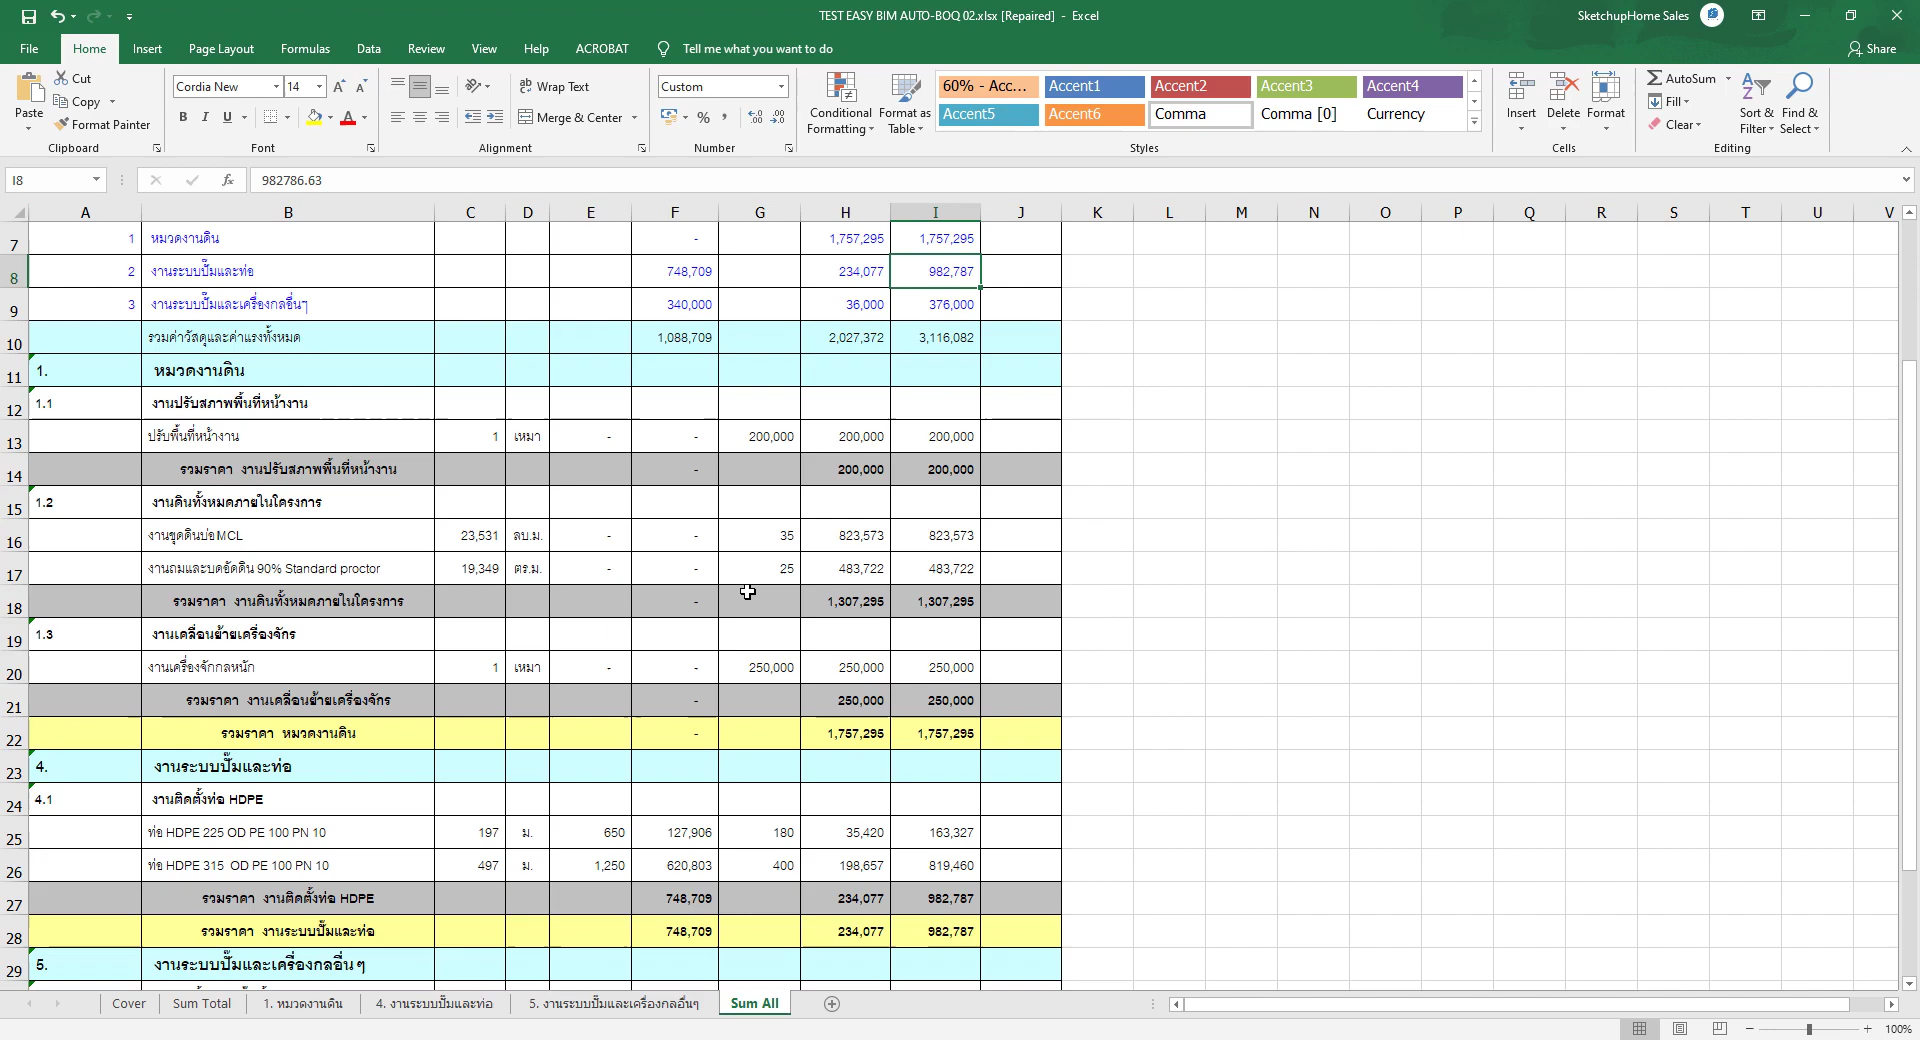 TEST EASY BIM AUTO-BOQ 02.xlsx [Repaired] - Excel
SketchupHome Sales
File Home Insert Page Layout Formulas Data Review View Help ACROBAT Tell me what you want to do Share
Paste Cut Copy Format Painter Clipboard
Cordia New 14 B I U Font
Wrap Text Merge & Center Alignment
Custom Number
Conditional Formatting Format as Table
60% - Acc... Accent1 Accent2 Accent3 Accent4
Accent5 Accent6 Comma Comma [0] Currency
Styles
Insert Delete Format Cells
AutoSum Fill Clear Sort & Filter Find & Select Editing
I8 fx 982786.63
A B C D E F G H I J K L M N O P Q R S T U V
7 1 หมวดงานดิน - 1,757,295 1,757,295
8 2 งานระบบปั๊มและท่อ 748,709 234,077 982,787
9 3 งานระบบปั๊มและเครื่องกลอื่นๆ 340,000 36,000 376,000
10 รวมค่าวัสดุและค่าแรงทั้งหมด 1,088,709 2,027,372 3,116,082
11 1. หมวดงานดิน
12 1.1 งานปรับสภาพพื้นที่หน้างาน
13 ปรับพื้นที่หน้างาน 1 เหมา - - 200,000 200,000 200,000
14 รวมราคา งานปรับสภาพพื้นที่หน้างาน - 200,000 200,000
15 1.2 งานดินทั้งหมดภายในโครงการ
16 งานขุดดินบ่อMCL 23,531 ลบ.ม. - - 35 823,573 823,573
17 งานถมและบดอัดดิน 90% Standard proctor 19,349 ตร.ม. - - 25 483,722 483,722
18 รวมราคา งานดินทั้งหมดภายในโครงการ - 1,307,295 1,307,295
19 1.3 งานเคลื่อนย้ายเครื่องจักร
20 งานเครื่องจักกลหนัก 1 เหมา - - 250,000 250,000 250,000
21 รวมราคา งานเคลื่อนย้ายเครื่องจักร - 250,000 250,000
22 รวมราคา หมวดงานดิน - 1,757,295 1,757,295
23 4. งานระบบปั๊มและท่อ
24 4.1 งานติดตั้งท่อ HDPE
25 ท่อ HDPE 225 OD PE 100 PN 10 197 ม. 650 127,906 180 35,420 163,327
26 ท่อ HDPE 315 OD PE 100 PN 10 497 ม. 1,250 620,803 400 198,657 819,460
27 รวมราคา งานติดตั้งท่อ HDPE 748,709 234,077 982,787
28 รวมราคา งานระบบปั๊มและท่อ 748,709 234,077 982,787
29 5. งานระบบปั๊มและเครื่องกลอื่นๆ
Cover Sum Total 1. หมวดงานดิน 4. งานระบบปั๊มและท่อ 5. งานระบบปั๊มและเครื่องกลอื่นๆ Sum All
100%